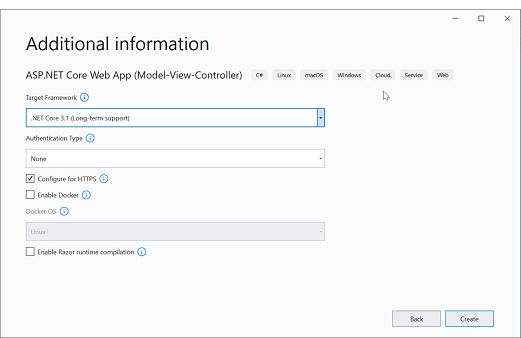 Additional information
ASP.NET Core Web App (Model-View-Controller) C# Linux macOS Windows Cloud Service Web
Target Framework
.NET Core 3.1 (Long-term support)
Authentication Type
None
Configure for HTTPS
Enable Docker
Docker OS
Linux
Enable Razor runtime compilation
Back Create